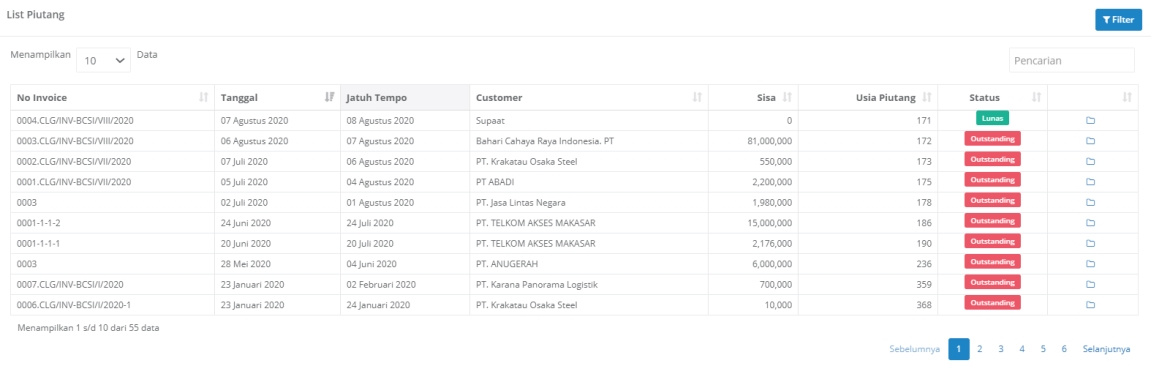 List Piutang
Filter
Menampilkan 10 Data
Pencarian
No Invoice Tanggal Jatuh Tempo Customer Sisa Usia Piutang Status
0004.CLG/INV-BCSI/VIII/2020 07 Agustus 2020 08 Agustus 2020 Supaat 0 171 Lunas
0003.CLG/INV-BCSI/VIII/2020 06 Agustus 2020 07 Agustus 2020 Bahari Cahaya Raya Indonesia. PT 81,000,000 172 Outstanding
0002.CLG/INV-BCSI/VII/2020 07 Juli 2020 06 Agustus 2020 PT. Krakatau Osaka Steel 550,000 173 Outstanding
0001.CLG/INV-BCSI/VII/2020 05 Juli 2020 04 Agustus 2020 PT ABADI 2,200,000 175 Outstanding
0003 02 Juli 2020 01 Agustus 2020 PT. Jasa Lintas Negara 1,980,000 178 Outstanding
0001-1-1-2 24 Juni 2020 24 Juli 2020 PT. TELKOM AKSES MAKASAR 15,000,000 186 Outstanding
0001-1-1-1 20 Juni 2020 20 Juli 2020 PT. TELKOM AKSES MAKASAR 2,176,000 190 Outstanding
0003 28 Mei 2020 04 Juni 2020 PT. ANUGERAH 6,000,000 236 Outstanding
0007.CLG/INV-BCSI/I/2020 23 Januari 2020 02 Februari 2020 PT. Karana Panorama Logistik 700,000 359 Outstanding
0006.CLG/INV-BCSI/I/2020-1 23 Januari 2020 24 Januari 2020 PT. Krakatau Osaka Steel 10,000 368 Outstanding
Menampilkan 1 s/d 10 dari 55 data
Sebelumnya 1 2 3 4 5 6 Selanjutnya